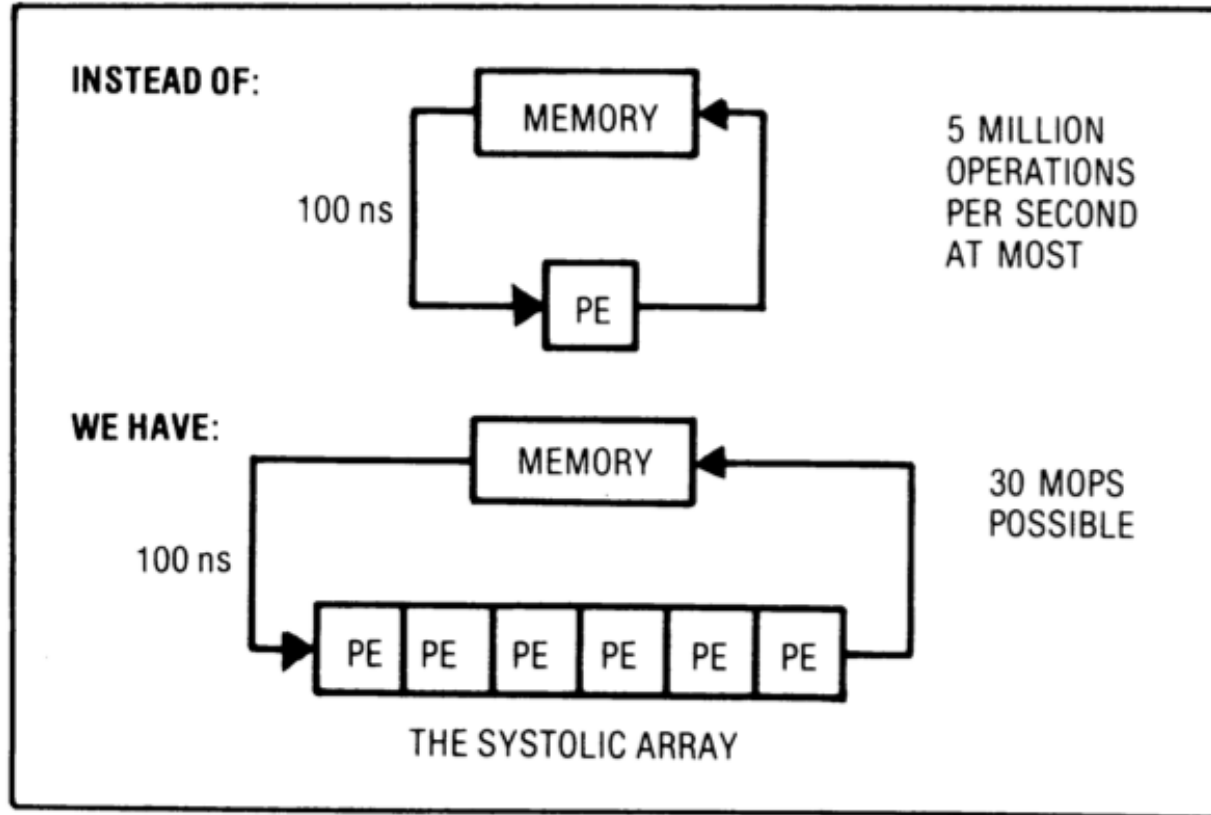 INSTEAD OF:
MEMORY
5 MILLION
OPERATIONS
PER SECOND
AT MOST
100 ns
PE
WE HAVE:
MEMORY
30 MOPS
POSSIBLE
100 ns
PE PE PE PE PE PE
THE SYSTOLIC ARRAY